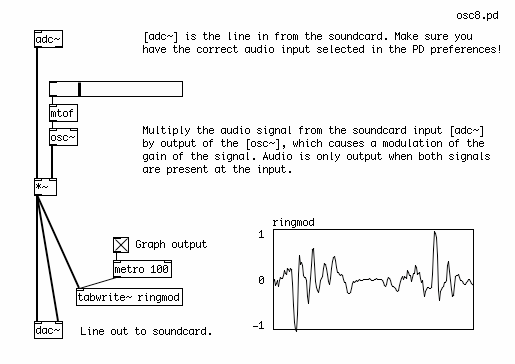 osc8.pd
adc~
[adc~] is the line in from the soundcard. Make sure you
have the correct audio input selected in the PD preferences!
mtof
osc~
Multiply the audio signal from the soundcard input [adc~]
by output of the [osc~], which causes a modulation of the
gain of the signal. Audio is only output when both signals
are present at the input.
*~
Graph output
metro 100
tabwrite~ ringmod
dac~
Line out to soundcard.
ringmod
1
0
-1